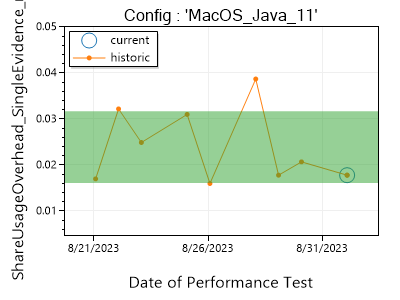 Config : 'MacOS_Java_11'
ShareUsageOverhead_SingleEvidence_
0.05
0.04
0.03
0.02
0.01
current
historic
8/21/2023
8/26/2023
8/31/2023
Date of Performance Test